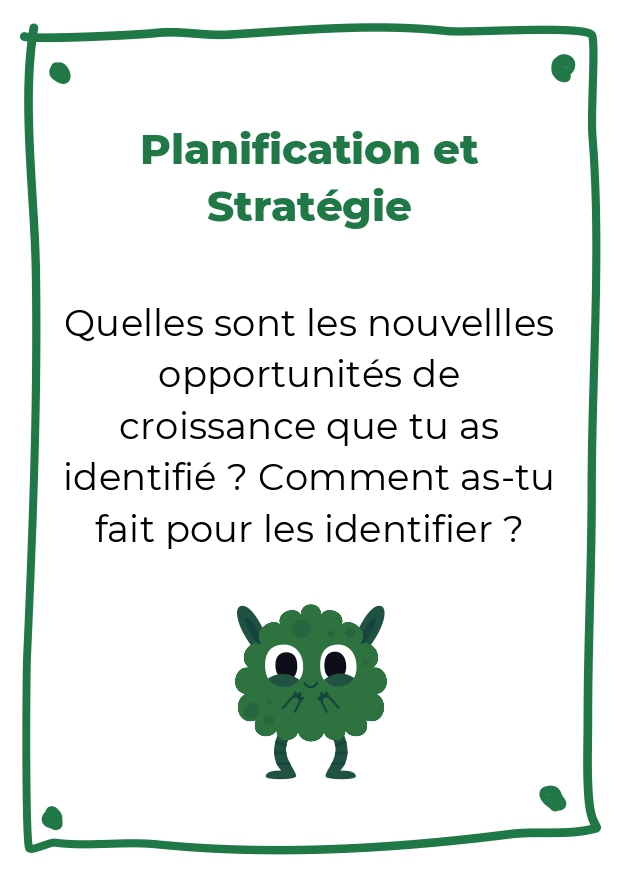 Planification et
Stratégie
Quelles sont les nouvellles
opportunités de
croissance que tu as
identifié ? Comment as-tu
fait pour les identifier ?